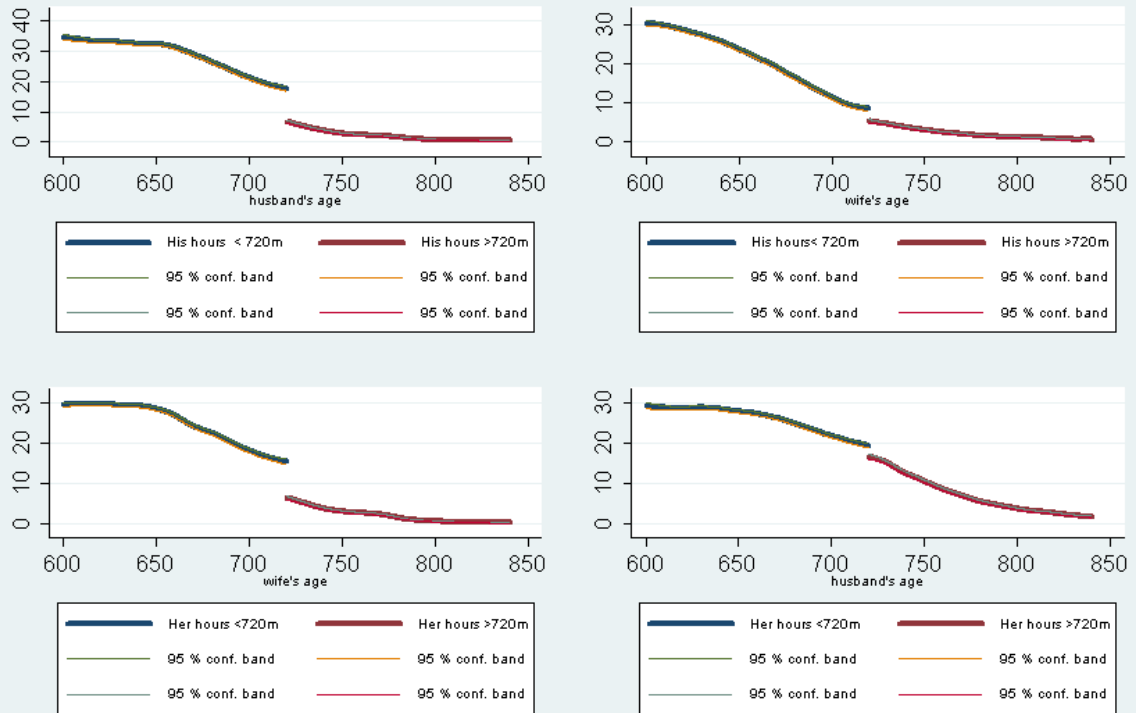 40
30
20
10
0
600 650 700 750 800 850
husband's age
His hours < 720m His hours >720m
95 % conf. band 95 % conf. band
95 % conf. band 95 % conf. band
30
20
10
0
600 650 700 750 800 850
wife's age
His hours< 720m His hours >720m
95 % conf. band 95 % conf. band
95 % conf. band 95 % conf. band
30
20
10
0
600 650 700 750 800 850
wife's age
Her hours <720m Her hours >720m
95 % conf. band 95 % conf. band
95 % conf. band 95 % conf. band
30
20
10
0
600 650 700 750 800 850
husband's age
Her hours <720m Her hours >720m
95 % conf. band 95 % conf. band
95 % conf. band 95 % conf. band